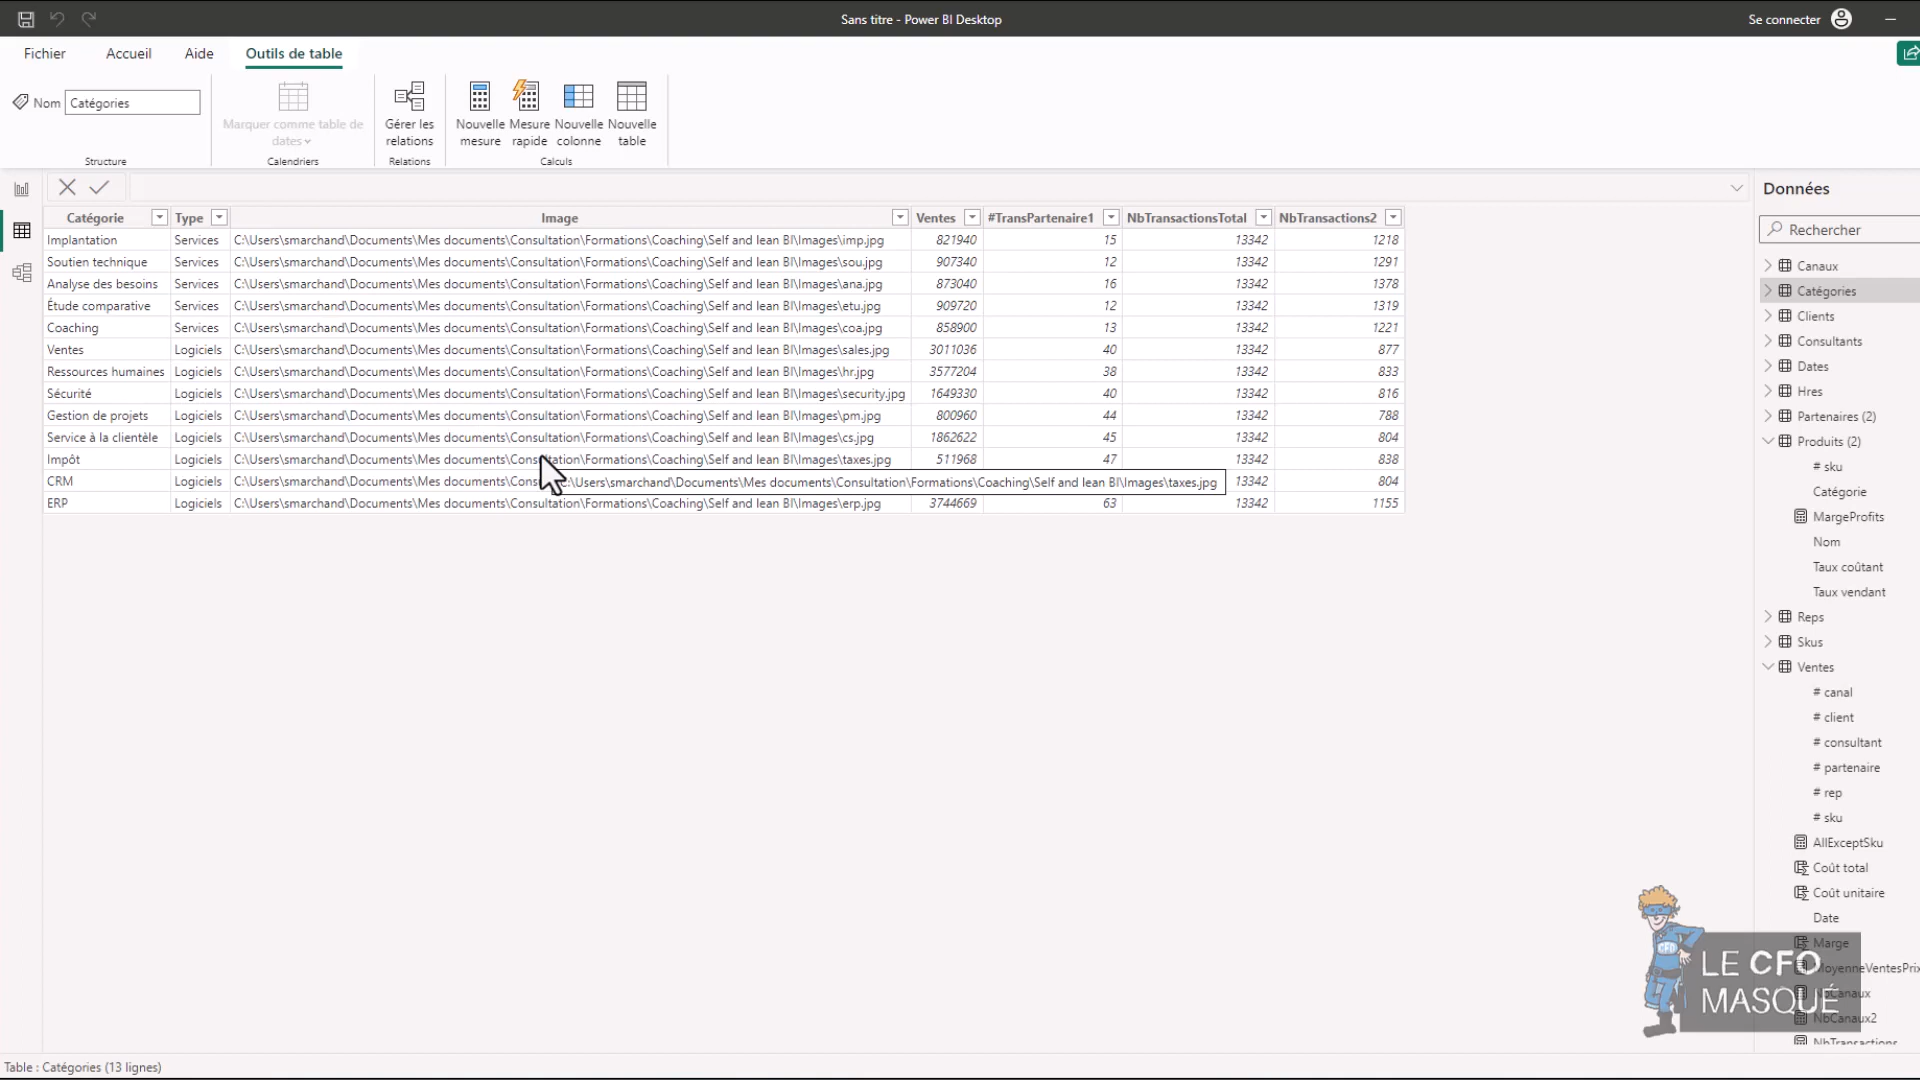 Sans titre - Power BI Desktop
Se connecter
Fichier
Accueil
Aide
Outils de table
Nom
Catégories
Marquer comme table de
dates
Gérer les
relations
Nouvelle
mesure
Mesure
rapide
Nouvelle
colonne
Nouvelle
table
Structure
Calendriers
Relations
Calculs
Catégorie Type Image Ventes #TransPartenaire1 NbTransactionsTotal NbTransactions2
Implantation Services C:\Users\smarchand\Documents\Mes documents\Consultation\Formations\Coaching\Self and lean BI\Images\imp.jpg 821940 15 13342 1218
Soutien technique Services C:\Users\smarchand\Documents\Mes documents\Consultation\Formations\Coaching\Self and lean BI\Images\sou.jpg 907340 12 13342 1291
Analyse des besoins Services C:\Users\smarchand\Documents\Mes documents\Consultation\Formations\Coaching\Self and lean BI\Images\ana.jpg 873040 16 13342 1378
Étude comparative Services C:\Users\smarchand\Documents\Mes documents\Consultation\Formations\Coaching\Self and lean BI\Images\etu.jpg 909720 12 13342 1319
Coaching Services C:\Users\smarchand\Documents\Mes documents\Consultation\Formations\Coaching\Self and lean BI\Images\coa.jpg 858900 13 13342 1221
Ventes Logiciels C:\Users\smarchand\Documents\Mes documents\Consultation\Formations\Coaching\Self and lean BI\Images\sales.jpg 3011036 40 13342 877
Ressources humaines Logiciels C:\Users\smarchand\Documents\Mes documents\Consultation\Formations\Coaching\Self and lean BI\Images\hr.jpg 3577204 38 13342 833
Sécurité Logiciels C:\Users\smarchand\Documents\Mes documents\Consultation\Formations\Coaching\Self and lean BI\Images\security.jpg 1649330 40 13342 816
Gestion de projets Logiciels C:\Users\smarchand\Documents\Mes documents\Consultation\Formations\Coaching\Self and lean BI\Images\pm.jpg 800960 44 13342 788
Service à la clientèle Logiciels C:\Users\smarchand\Documents\Mes documents\Consultation\Formations\Coaching\Self and lean BI\Images\cs.jpg 1862622 45 13342 804
Impôt Logiciels C:\Users\smarchand\Documents\Mes documents\Consultation\Formations\Coaching\Self and lean BI\Images\taxes.jpg 511968 47 13342 838
CRM Logiciels C:\Users\smarchand\Documents\Mes documents\Cons :\Users\smarchand\Documents\Mes documents\Consultation\Formations\Coaching\Self and lean BI\Images\taxes.jpg 13342 804
ERP Logiciels C:\Users\smarchand\Documents\Mes documents\Consultation\Formations\Coaching\Self and lean BI\Images\erp.jpg 3744669 63 13342 1155
Données
Rechercher
Canaux
Catégories
Clients
Consultants
Dates
Hres
Partenaires (2)
Produits (2)
# sku
Catégorie
MargeProfits
Nom
Taux coûtant
Taux vendant
Reps
Skus
Ventes
# canal
# client
# consultant
# partenaire
# rep
# sku
AllExceptSku
Coût total
Coût unitaire
Date
Marge
MoyenneVentesPrix
NbCanaux
NbCanaux2
NbTransactions
CFO
LE CFO
MASQUÉ
Table : Catégories (13 lignes)